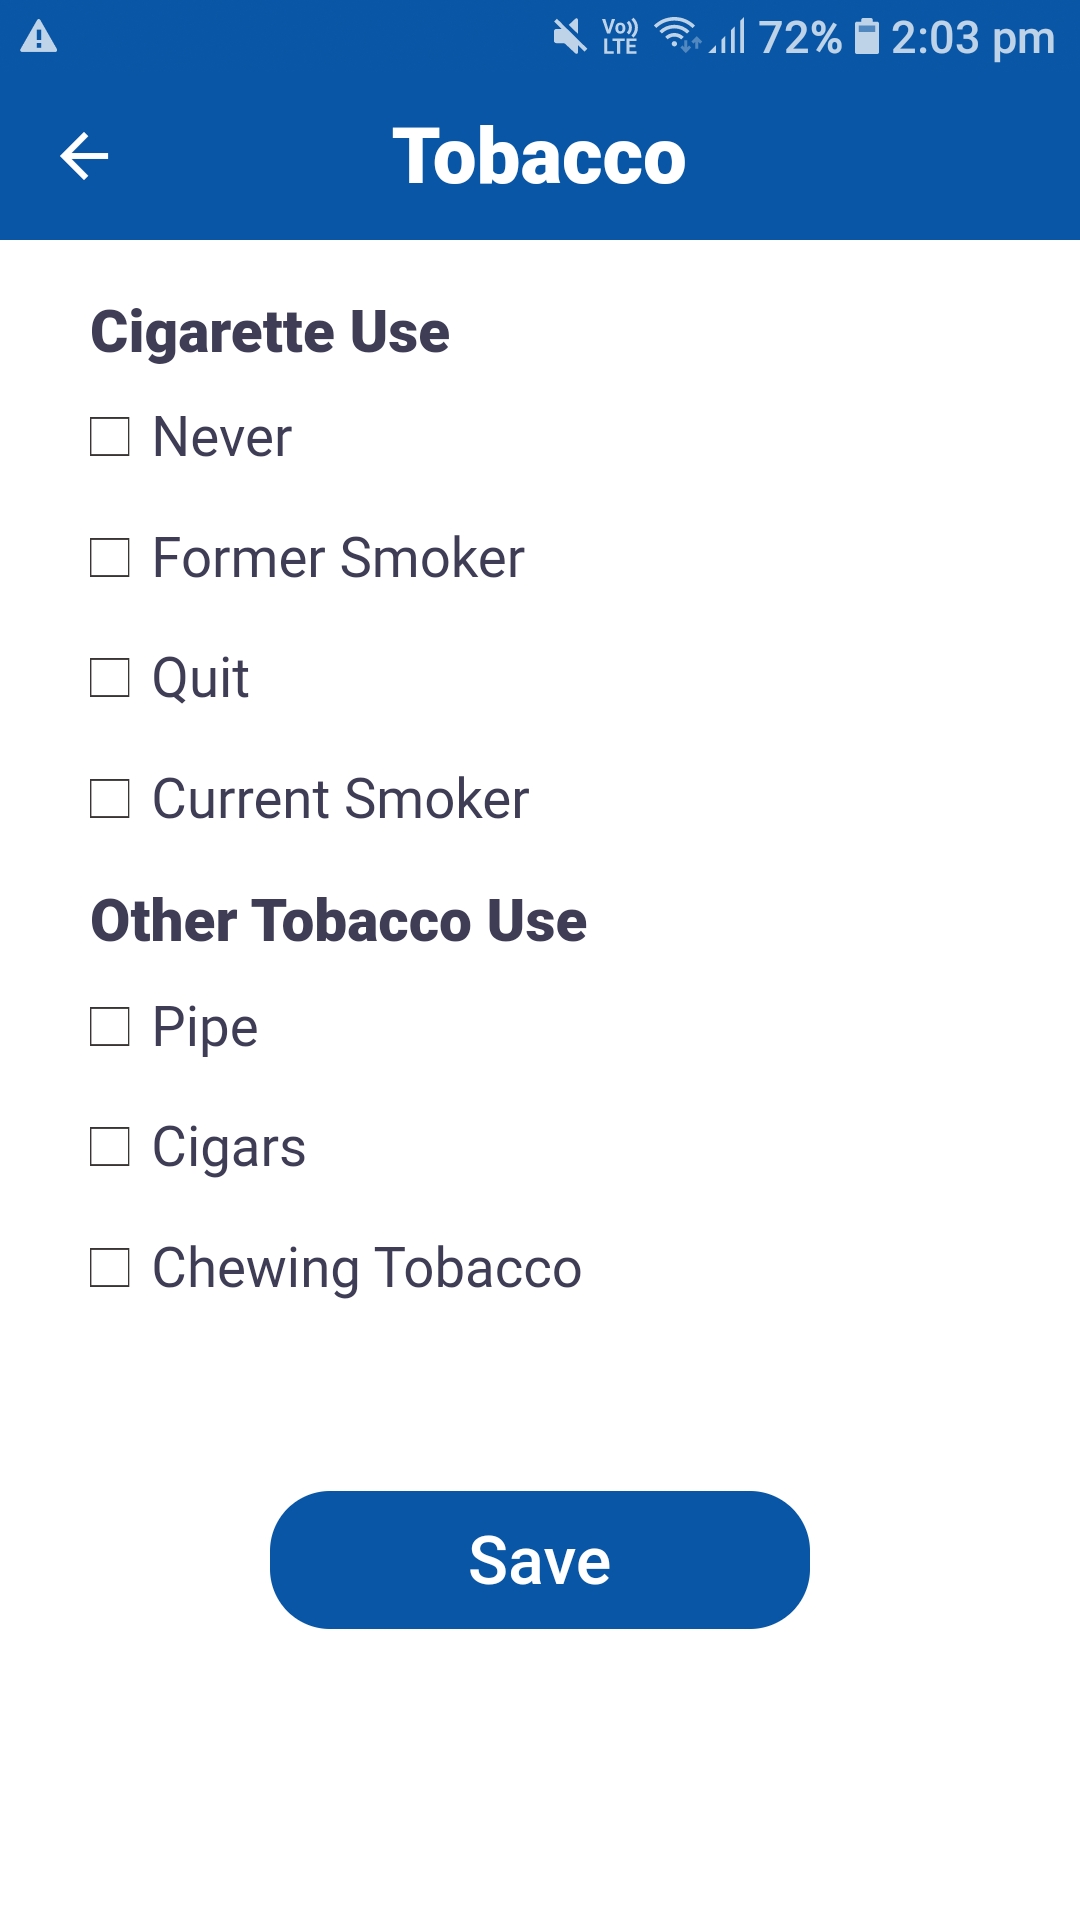 Vo)) LTE 72% 2:03 pm
Tobacco
Cigarette Use
Never
Former Smoker
Quit
Current Smoker
Other Tobacco Use
Pipe
Cigars
Chewing Tobacco
Save